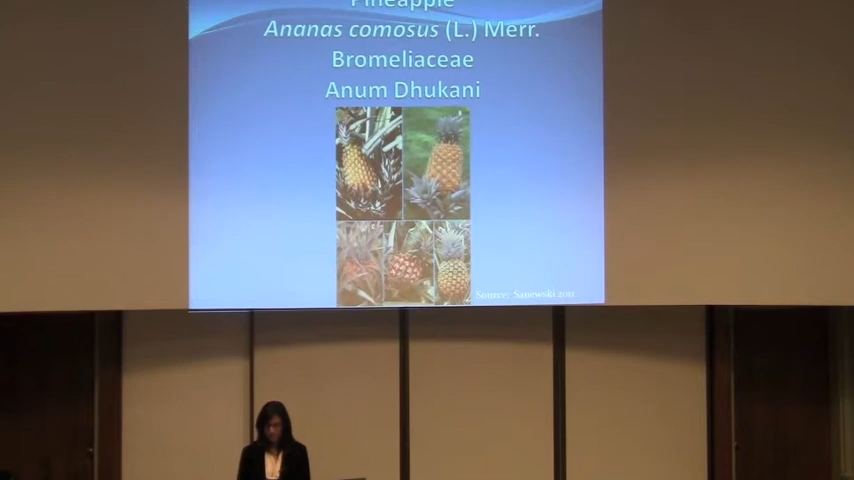 Pineapple
Ananas comosus (L.) Merr.
Bromeliaceae
Anum Dhukani
Source: Sanewski 2011